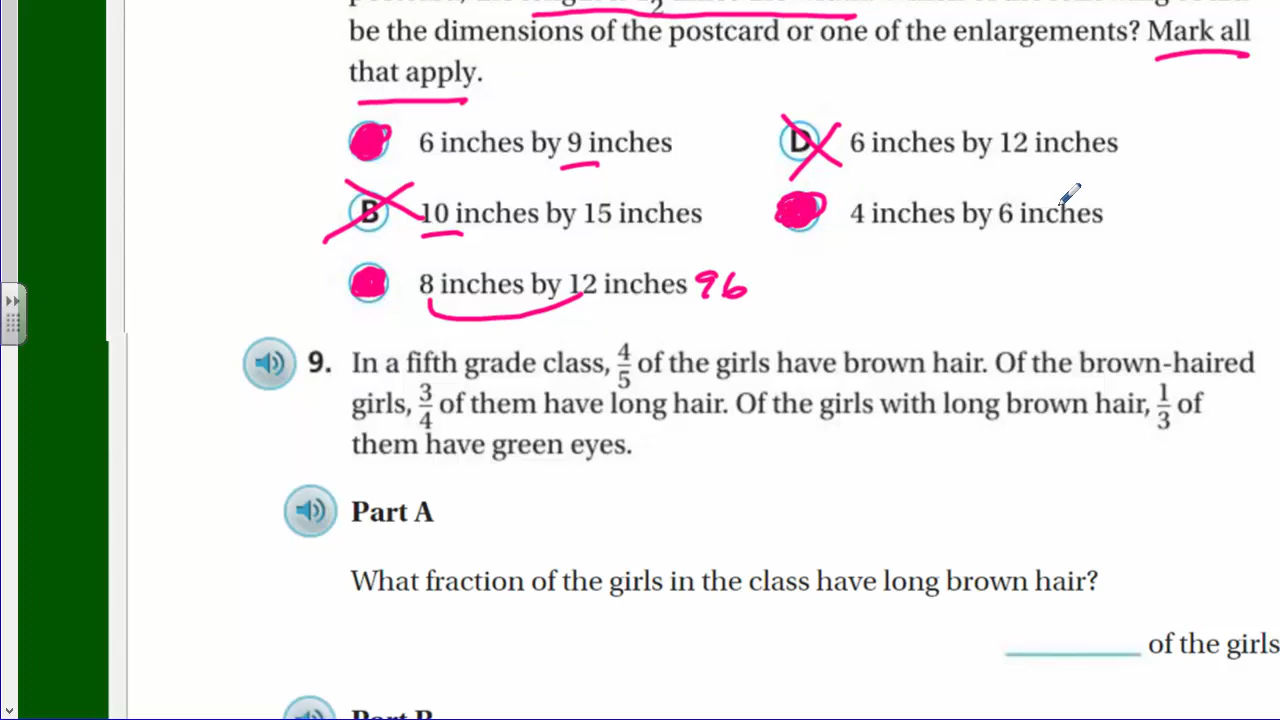 be the dimensions of the postcard or one of the enlargements? Mark all
that apply.
6 inches by 9 inches
D 6 inches by 12 inches
B 10 inches by 15 inches
4 inches by 6 inches
8 inches by 12 inches 96
9. In a fifth grade class, 4/5 of the girls have brown hair. Of the brown-haired
girls, 3/4 of them have long hair. Of the girls with long brown hair, 1/3 of
them have green eyes.
Part A
What fraction of the girls in the class have long brown hair?
of the girls